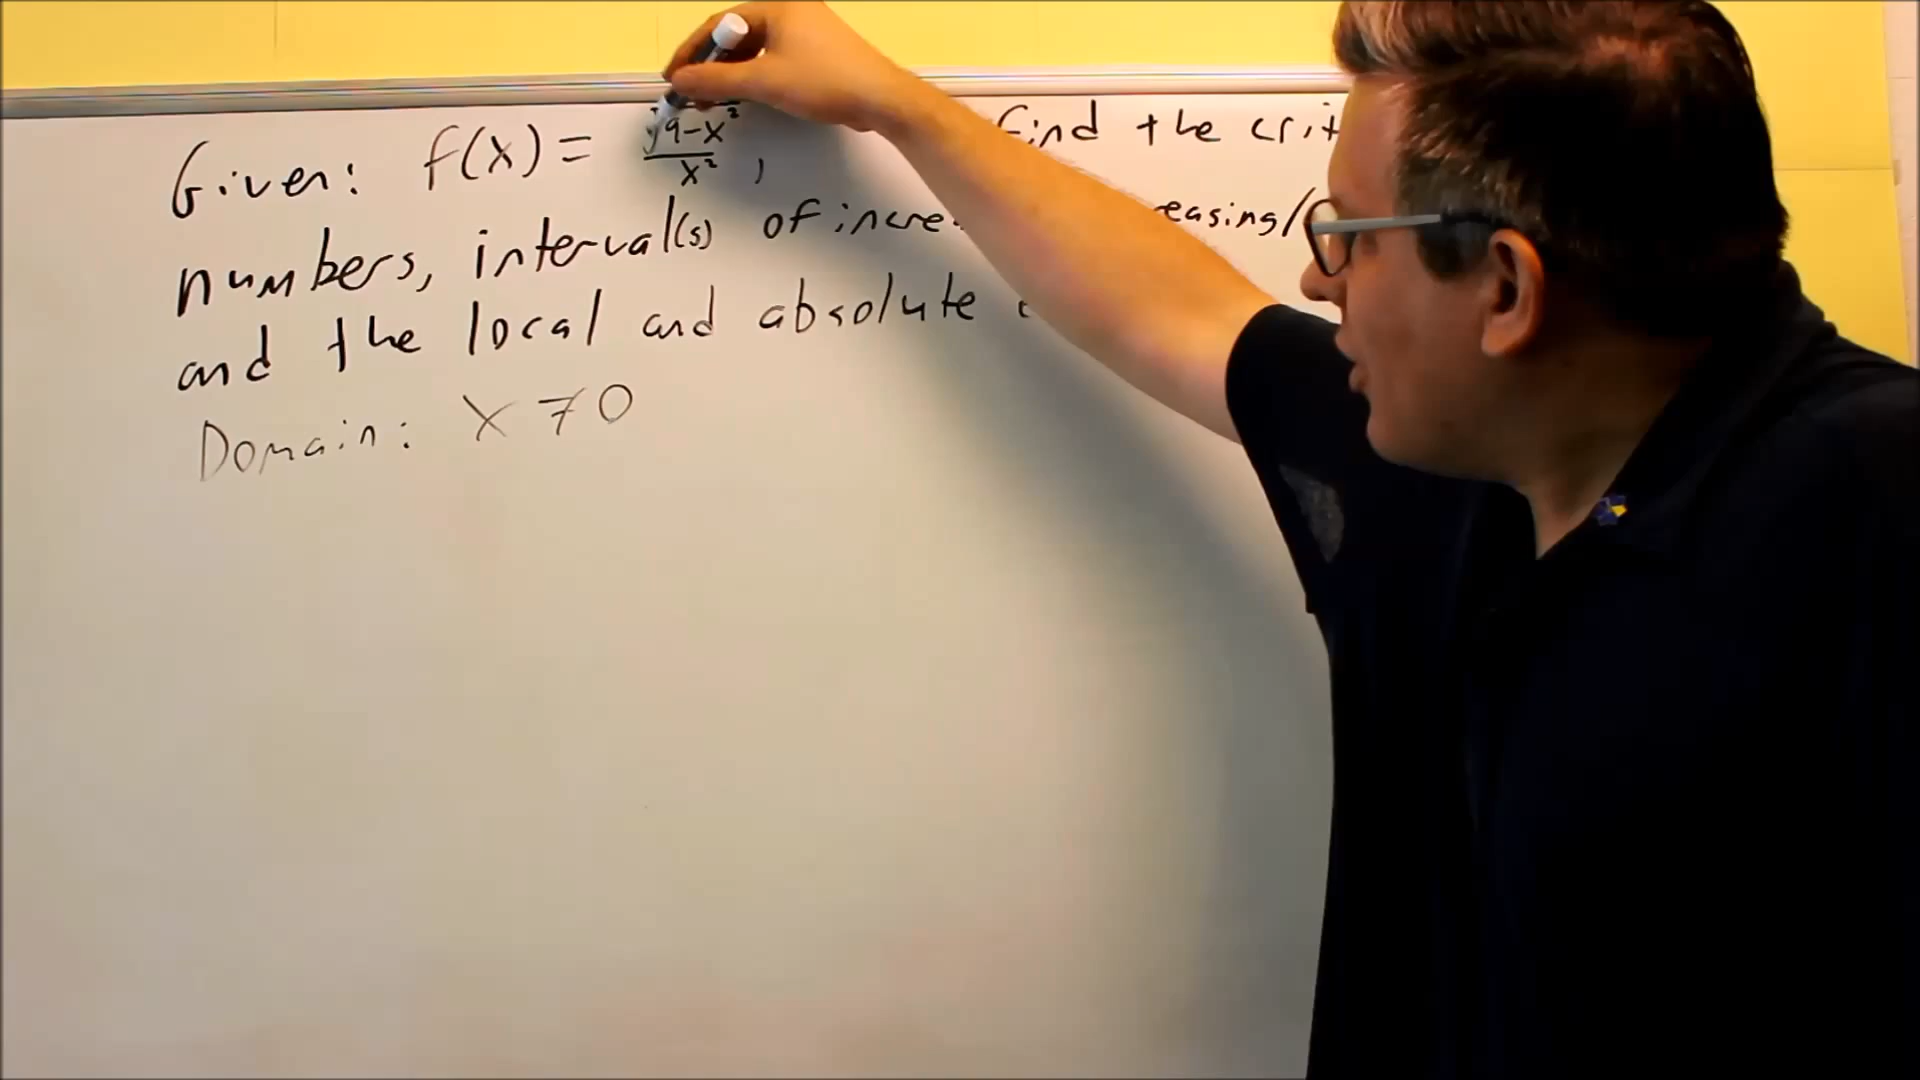 Given: f(x) = √9-x² / x² , find the crit
numbers, interval(s) of incre easing/
and the local and absolute
Domain: x ≠ 0